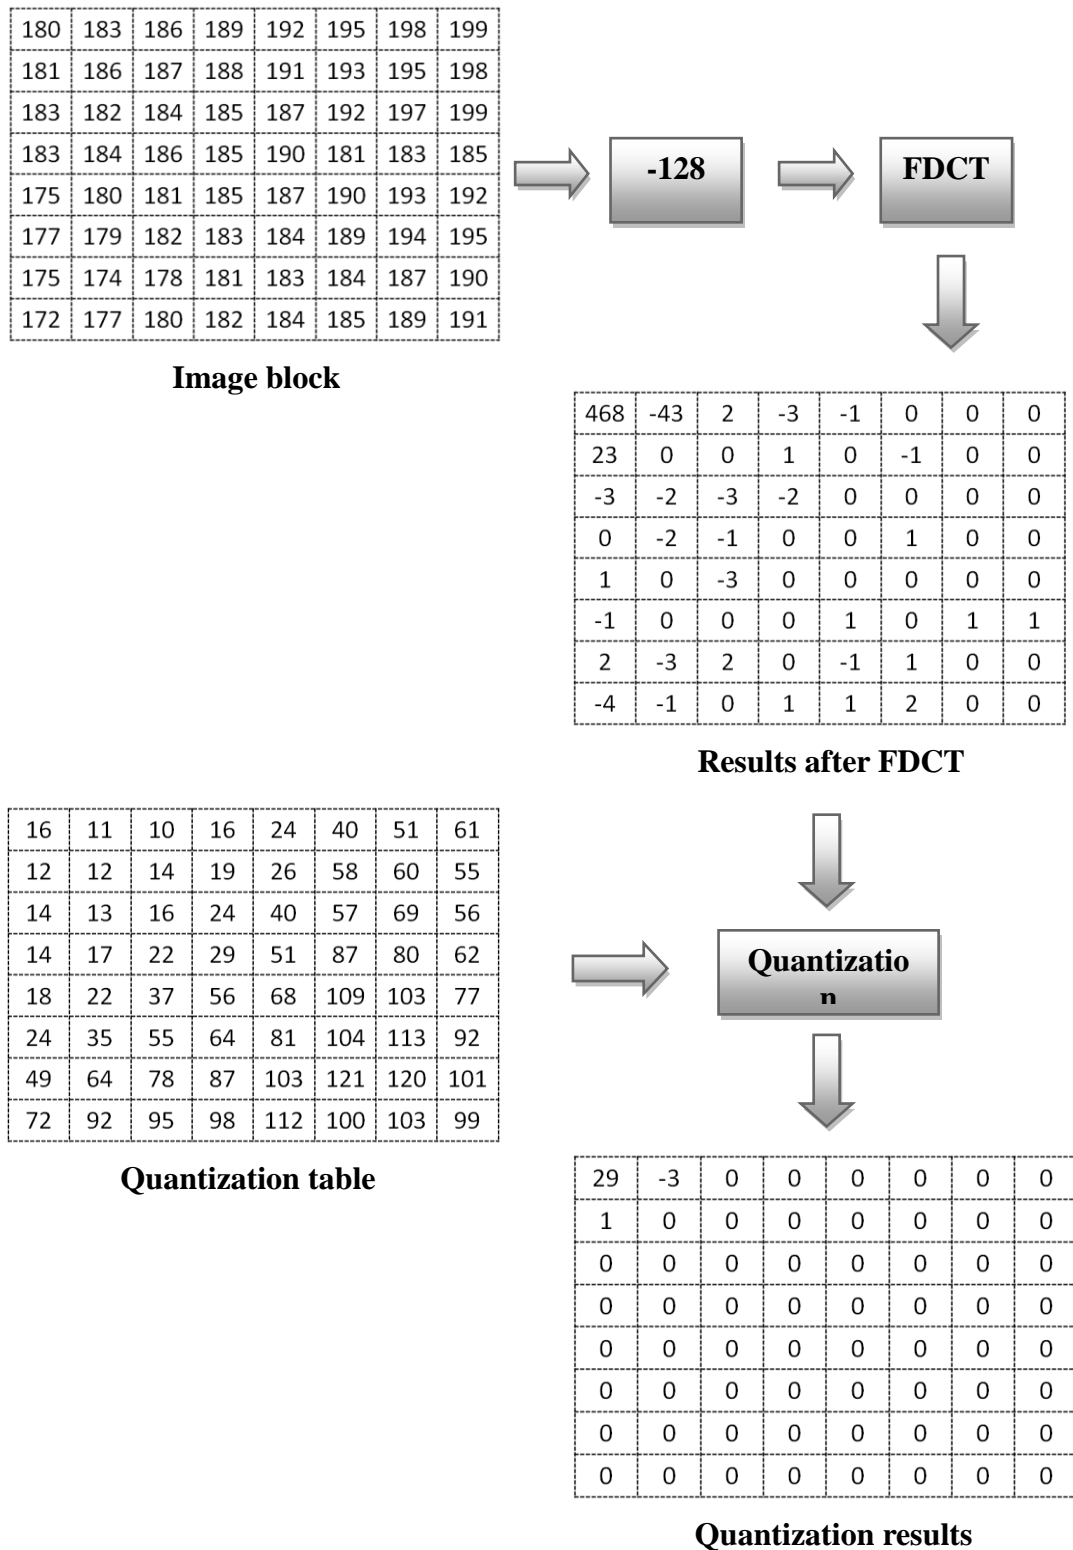 180 183 186 189 192 195 198 199
181 186 187 188 191 193 195 198
183 182 184 185 187 192 197 199
183 184 186 185 190 181 183 185
175 180 181 185 187 190 193 192
177 179 182 183 184 189 194 195
175 174 178 181 183 184 187 190
172 177 180 182 184 185 189 191
Image block
-128
FDCT
468 -43 2 -3 -1 0 0 0
23 0 0 1 0 -1 0 0
-3 -2 -3 -2 0 0 0 0
0 -2 -1 0 0 1 0 0
1 0 -3 0 0 0 0 0
-1 0 0 0 1 0 1 1
2 -3 2 0 -1 1 0 0
-4 -1 0 1 1 2 0 0
Results after FDCT
16 11 10 16 24 40 51 61
12 12 14 19 26 58 60 55
14 13 16 24 40 57 69 56
14 17 22 29 51 87 80 62
18 22 37 56 68 109 103 77
24 35 55 64 81 104 113 92
49 64 78 87 103 121 120 101
72 92 95 98 112 100 103 99
Quantization table
Quantizatio
n
29 -3 0 0 0 0 0 0
1 0 0 0 0 0 0 0
0 0 0 0 0 0 0 0
0 0 0 0 0 0 0 0
0 0 0 0 0 0 0 0
0 0 0 0 0 0 0 0
0 0 0 0 0 0 0 0
0 0 0 0 0 0 0 0
Quantization results